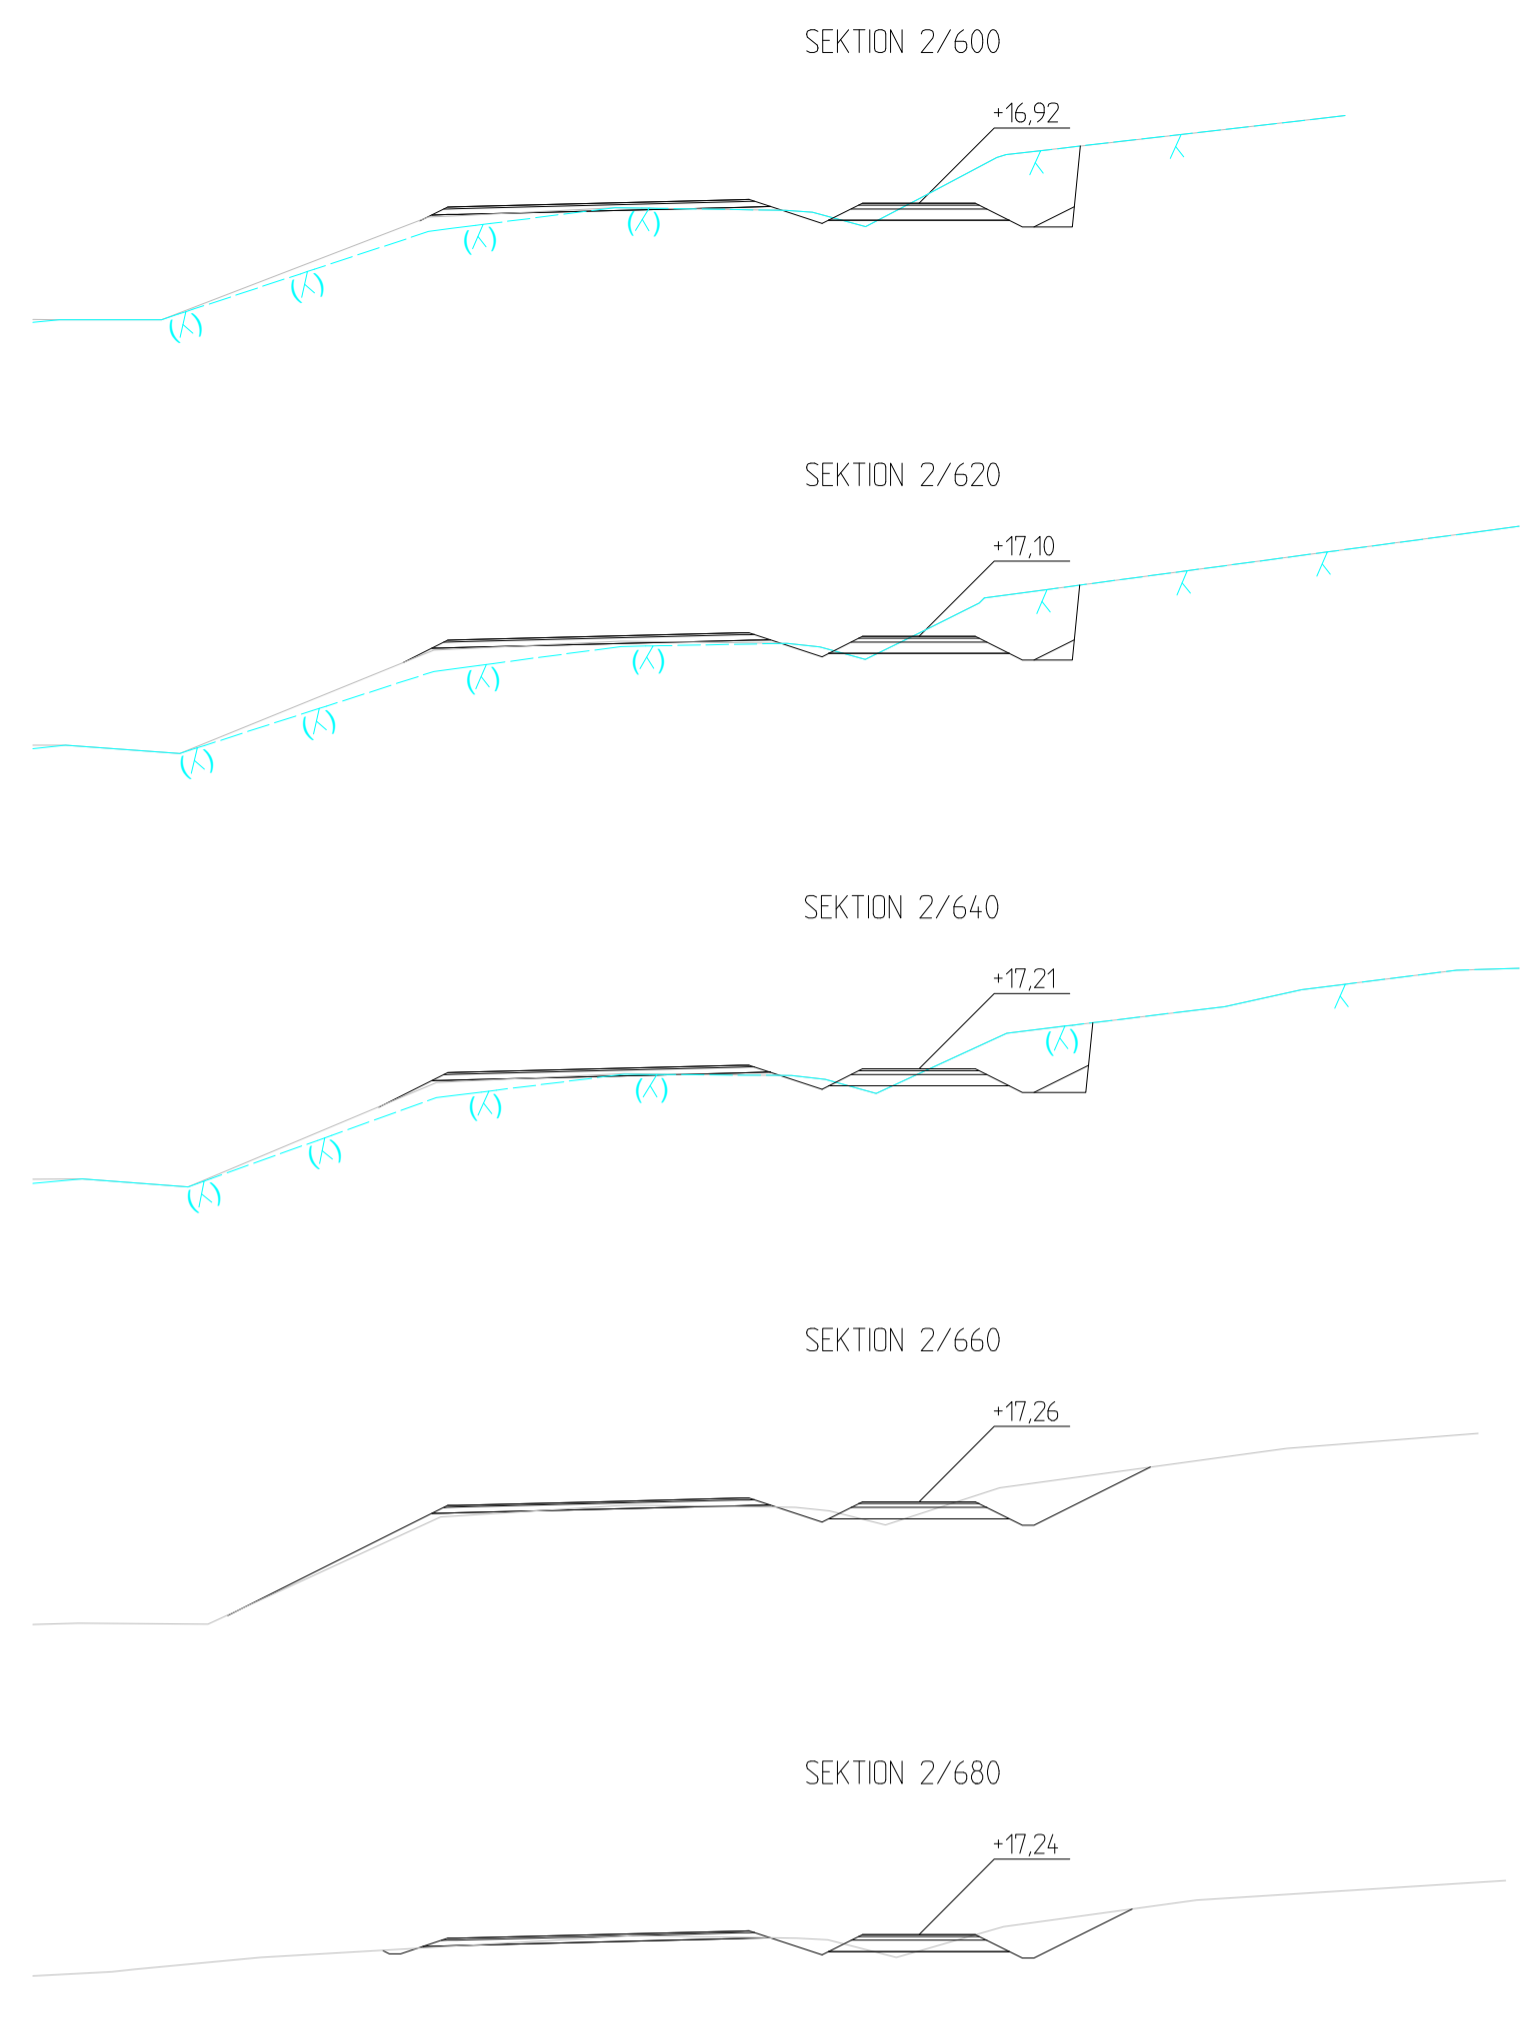 SEKTION 2/600
+16,92
SEKTION 2/620
+17,10
SEKTION 2/640
+17,21
SEKTION 2/660
+17,26
SEKTION 2/680
+17,24